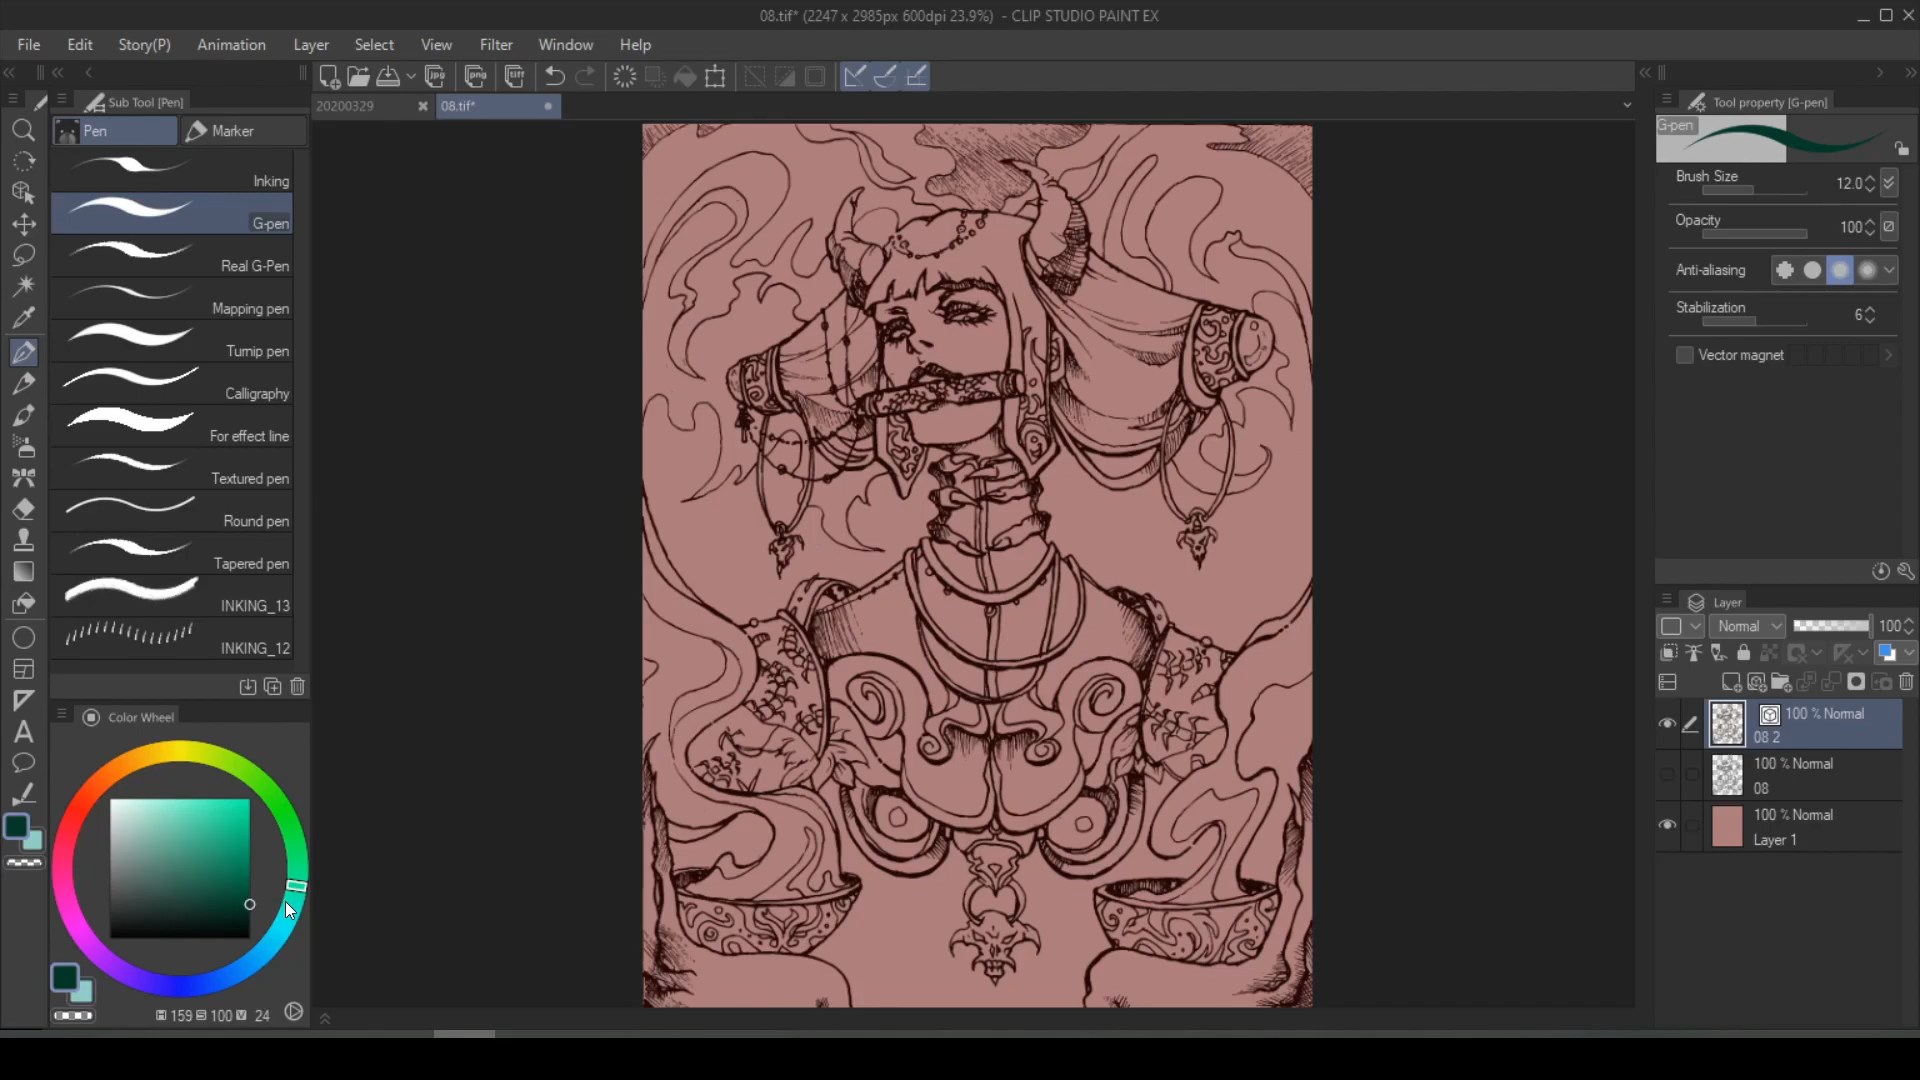 08.tif* (2247 x 2985px 600dpi 23.9%) - CLIP STUDIO PAINT EX
File Edit Story(P) Animation Layer Select View Filter Window Help
jpg png tiff
20200329 08.tif*
Sub Tool [Pen]
Pen Marker
Inking
G-pen
Real G-Pen
Mapping pen
Turnip pen
Calligraphy
For effect line
Textured pen
Round pen
Tapered pen
INKING_13
INKING_12
Color Wheel
H 159 S 100 V 24
Tool property [G-pen]
G-pen
Brush Size 12.0
Opacity 100
Anti-aliasing
Stabilization 6
Vector magnet
Layer
Normal 100
100 % Normal
08 2
100 % Normal
08
100 % Normal
Layer 1